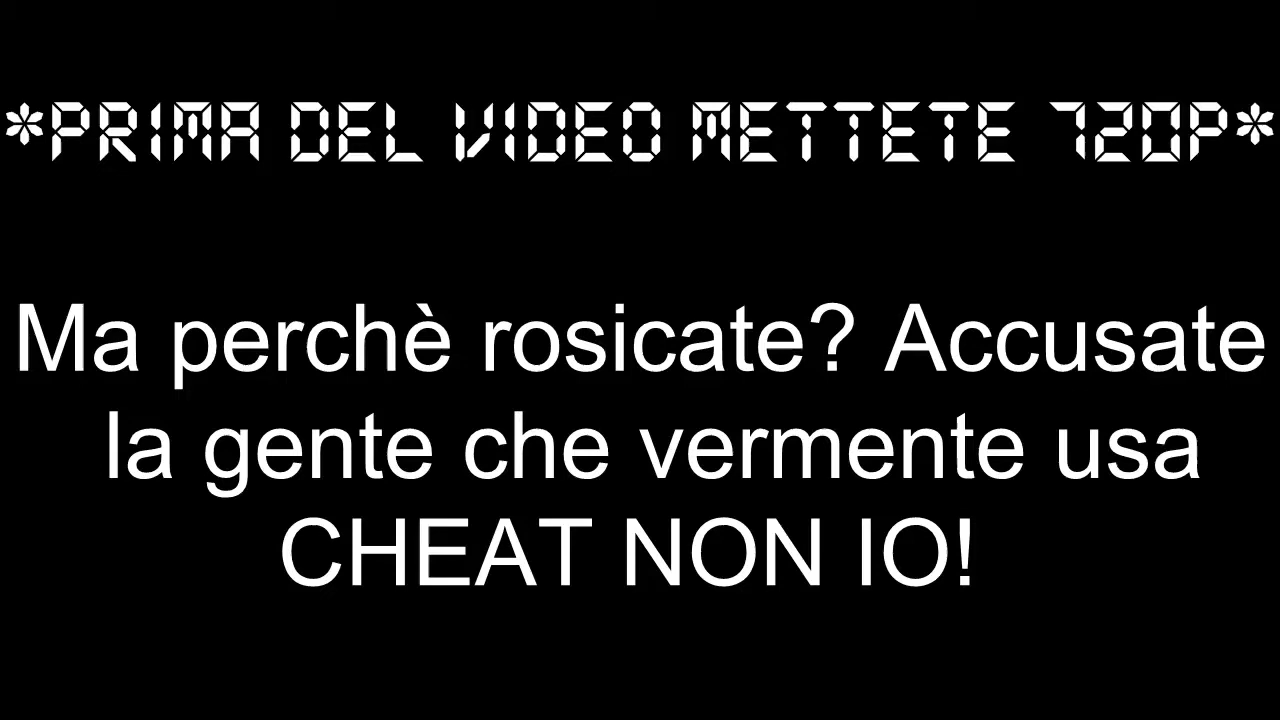 *PRIMA DEL VIDEO METTETE 720P*
Ma perchè rosicate? Accusate
la gente che vermente usa
CHEAT NON IO!